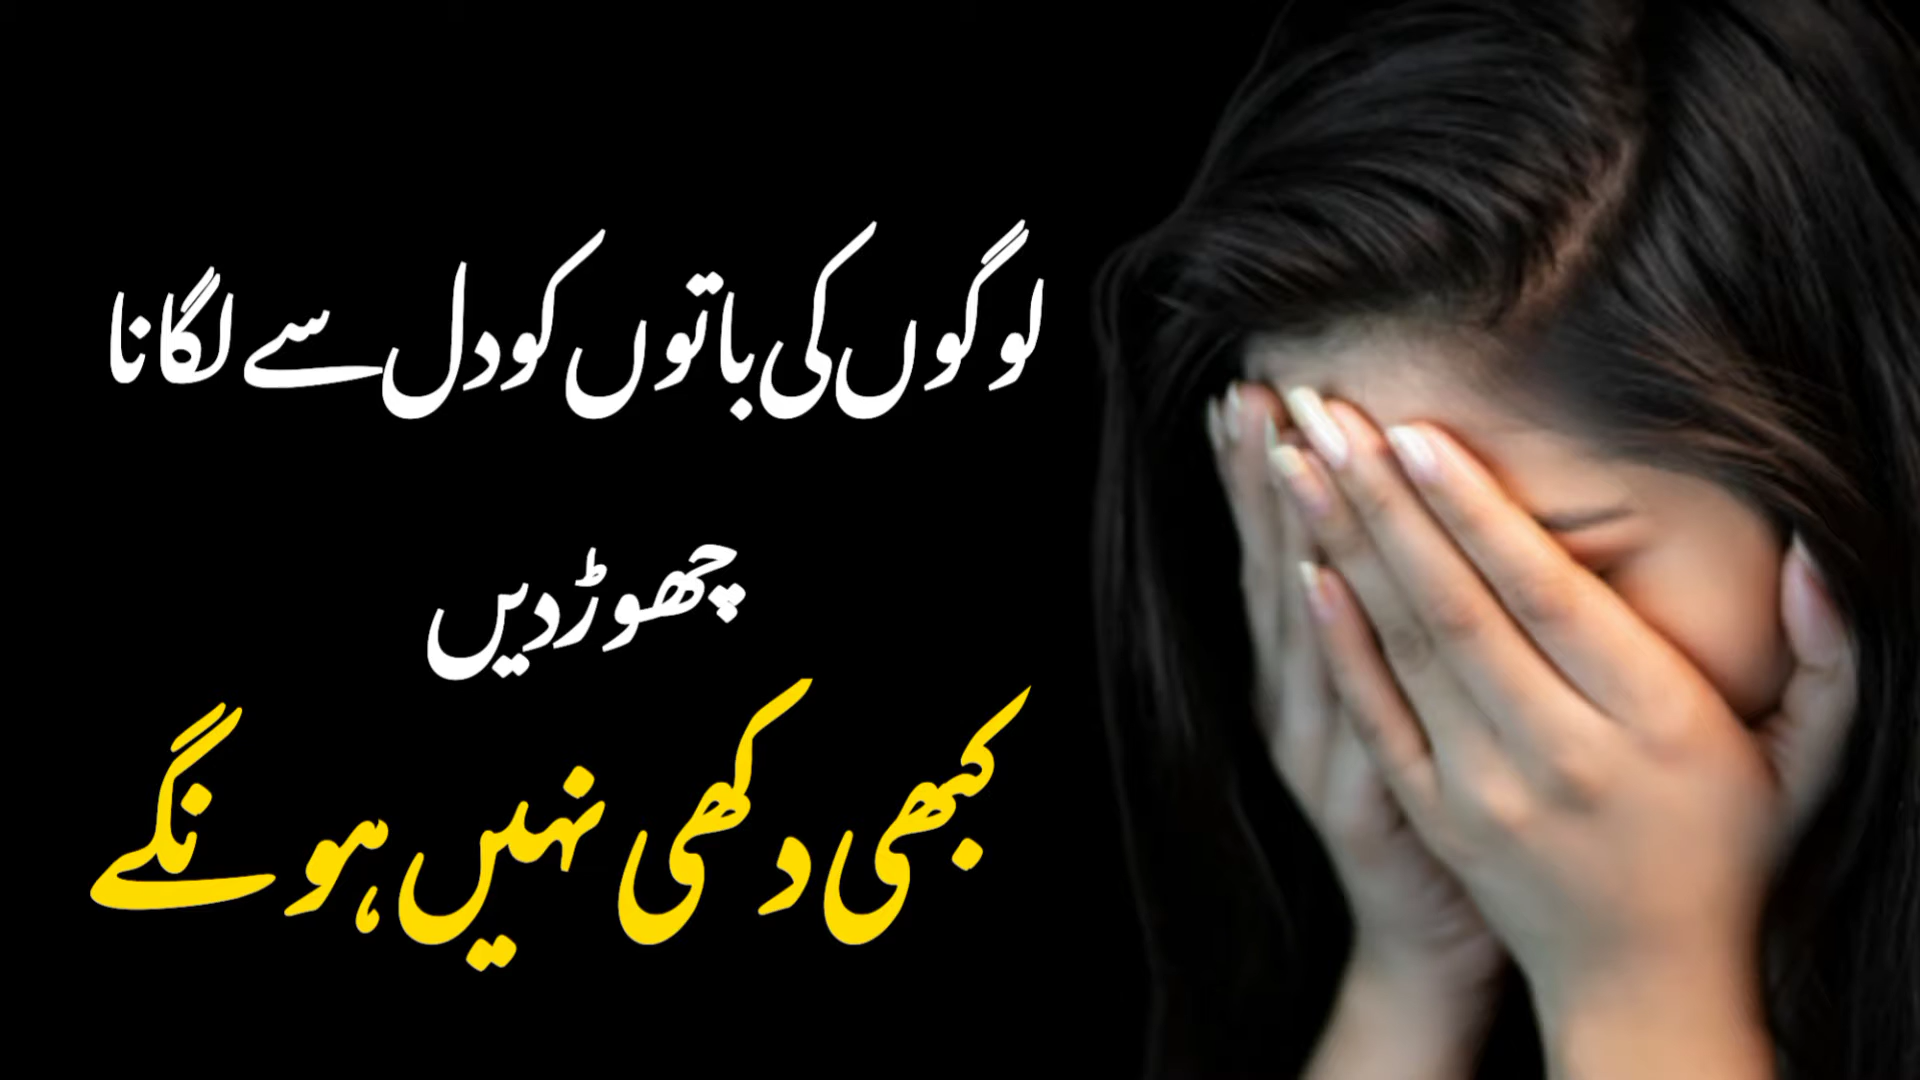 لوگوں کی باتوں کو دل سے لگانا
چھوڑ دیں
کبھی دکھی نہیں ہونگے